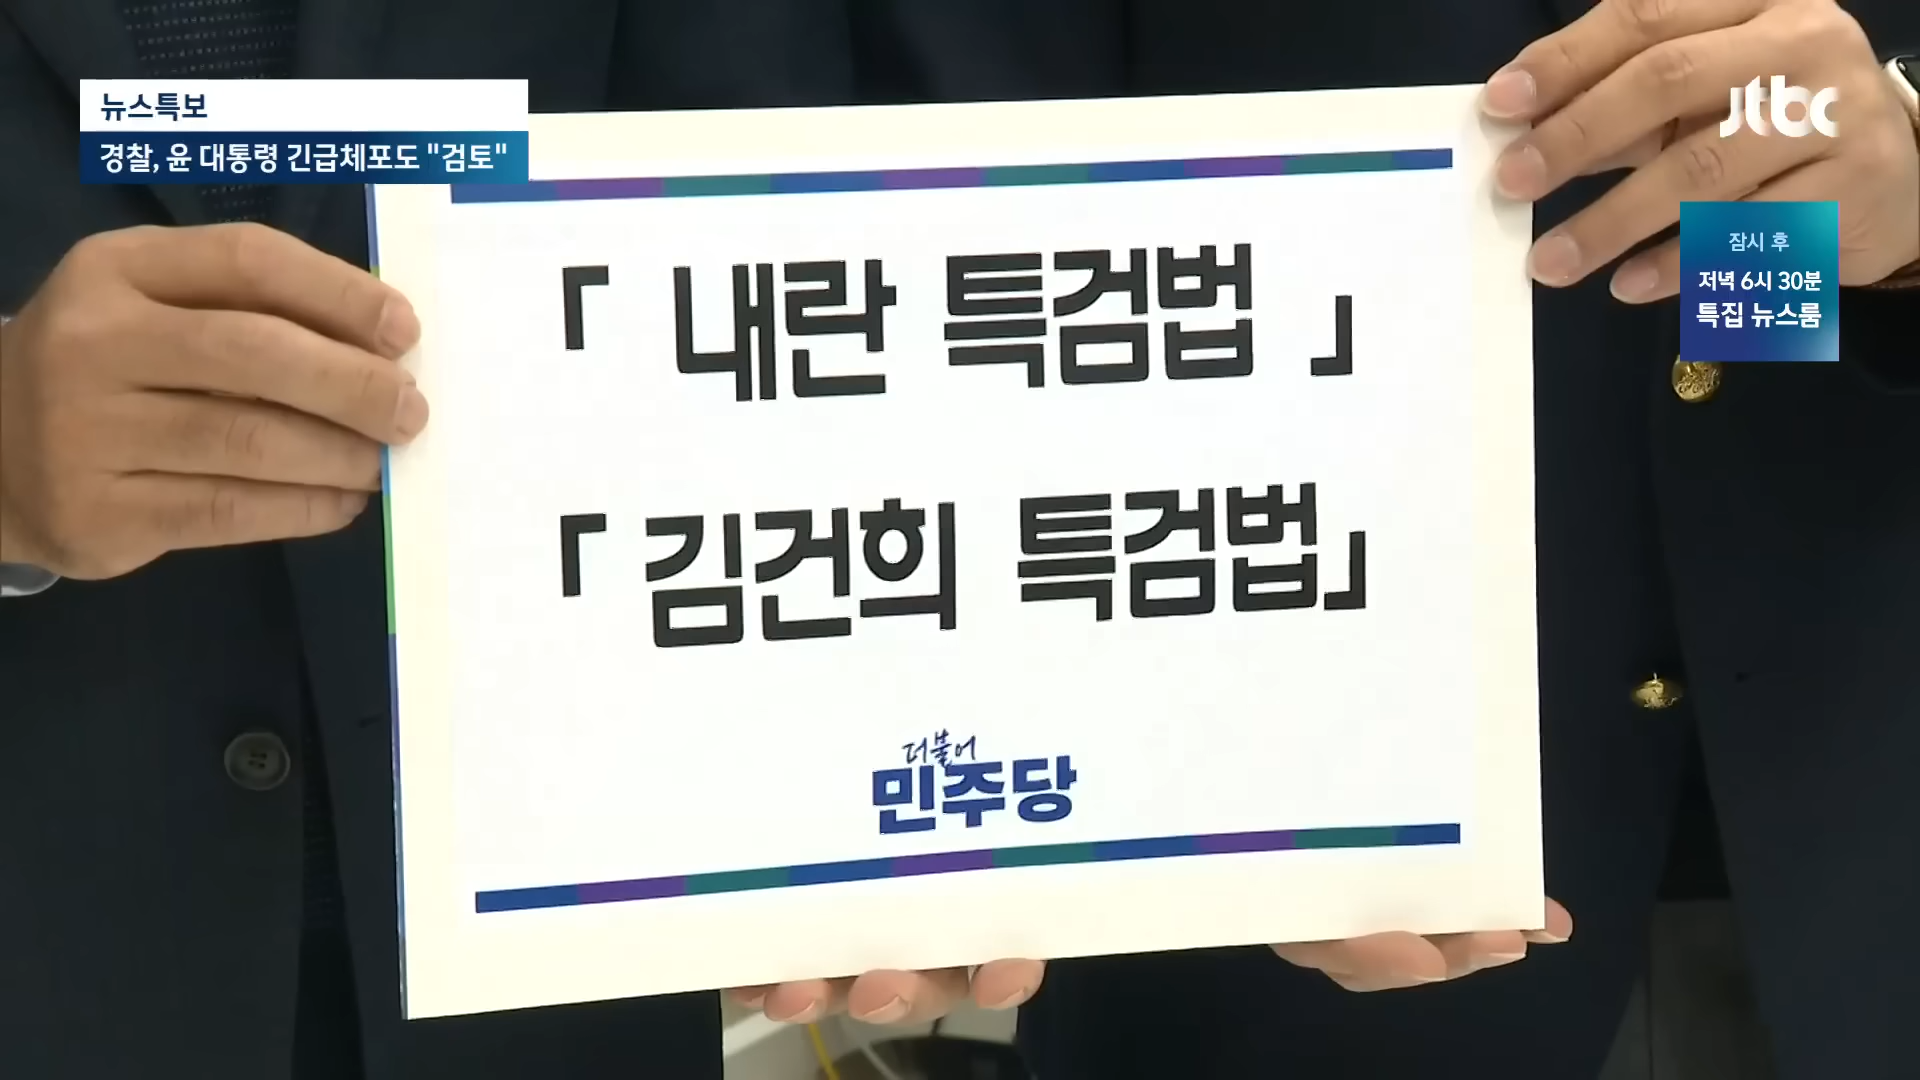 뉴스특보
경찰, 윤 대통령 긴급체포도 "검토"
jtbc
잠시 후
저녁 6시 30분
특집 뉴스룸
「 내란 특검법 」
「 김건희 특검법」
더불어
민주당